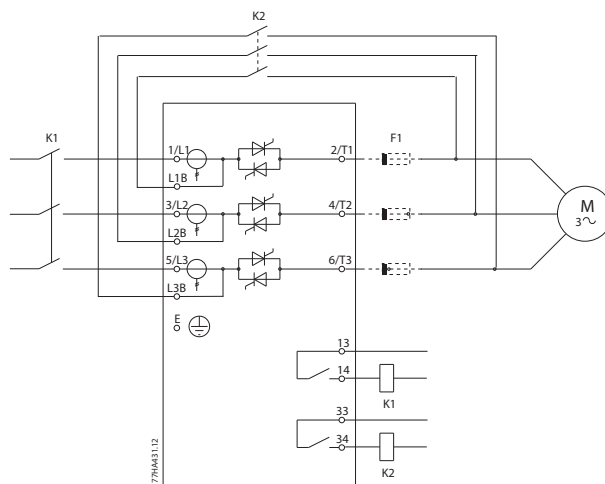 K2
K1
F1
1/L1
2/T1
L1B
3/L2
4/T2
M
3~
L2B
5/L3
6/T3
L3B
E
13
14
K1
33
34
K2
177HA431.12